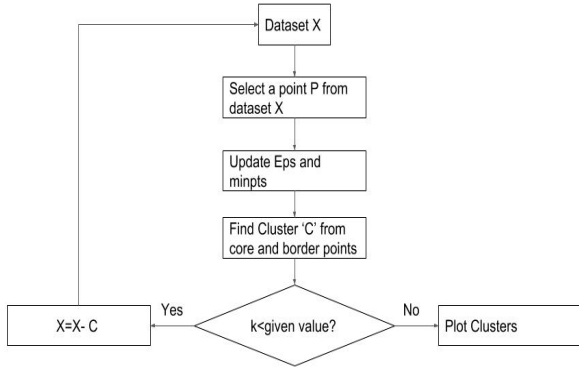 Dataset X
Select a point P from
dataset X
Update Eps and
minpts
Find Cluster ‘C’ from
core and border points
Yes
No
X=X- C
k<given value?
Plot Clusters